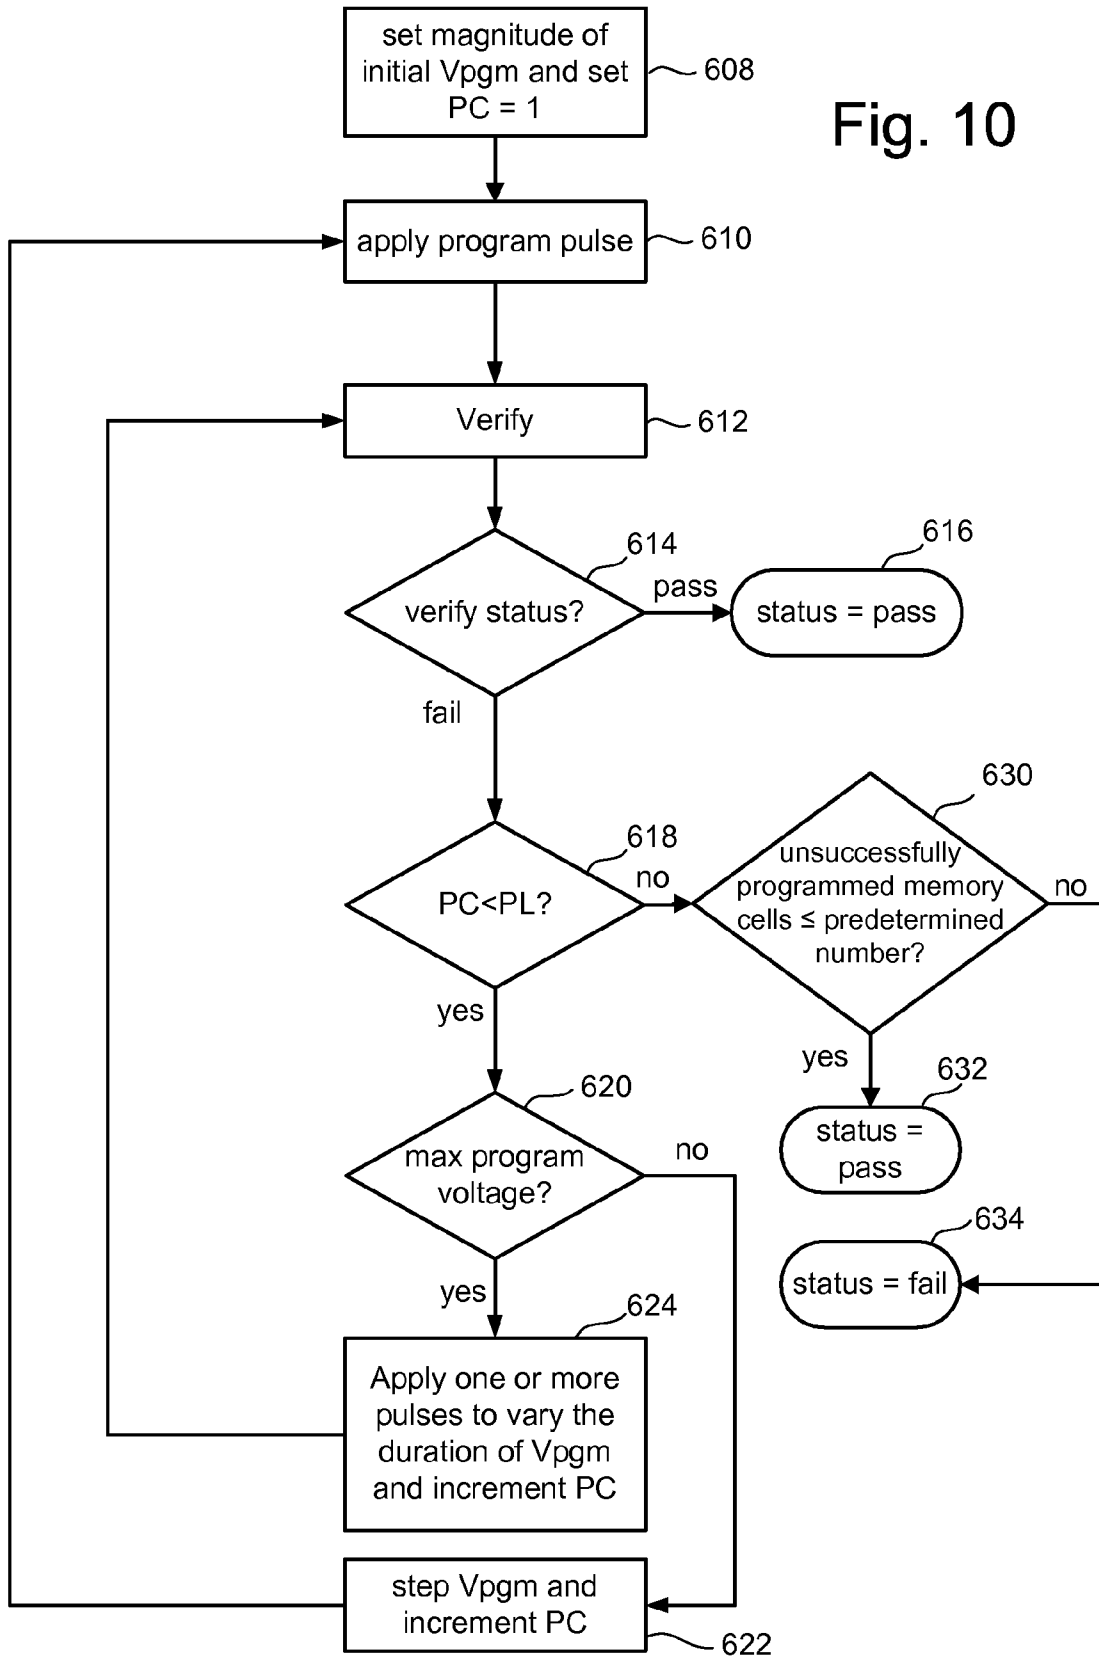 set magnitude of
initial Vpgm and set
PC = 1
608
Fig. 10
apply program pulse
610
Verify
612
614
616
verify status?
pass
status = pass
fail
618
630
PC<PL?
no
unsuccessfully
programmed memory
cells ≤ predetermined
number?
no
yes
yes
632
status =
pass
620
max program
voltage?
no
634
status = fail
yes
624
Apply one or more
pulses to vary the
duration of Vpgm
and increment PC
step Vpgm and
increment PC
622